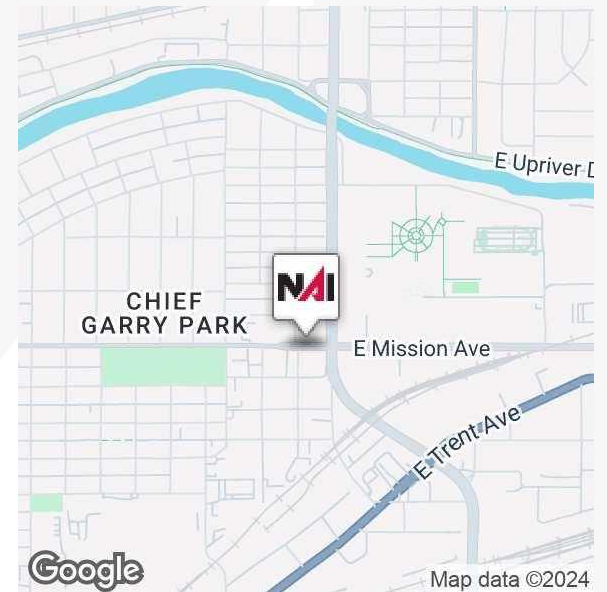 E Upriver D
NAI
CHIEF
GARRY PARK
E Mission Ave
E Trent Ave
Google
Map data ©2024